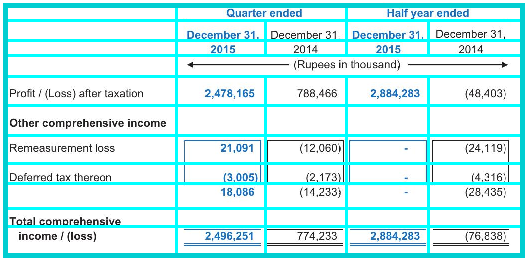 Quarter ended Half year ended
December 31, December 31 December 31, December 31,
2015 2014 2015 2014
(Rupees in thousand)
Profit / (Loss) after taxation 2,478,165 788,466 2,884,283 (48,403)
Other comprehensive income
Remeasurement loss 21,091 (12,060) - (24,119)
Deferred tax thereon (3,005) (2,173) - (4,316)
18,086 (14,233) - (28,435)
Total comprehensive
income / (loss) 2,496,251 774,233 2,884,283 (76,838)